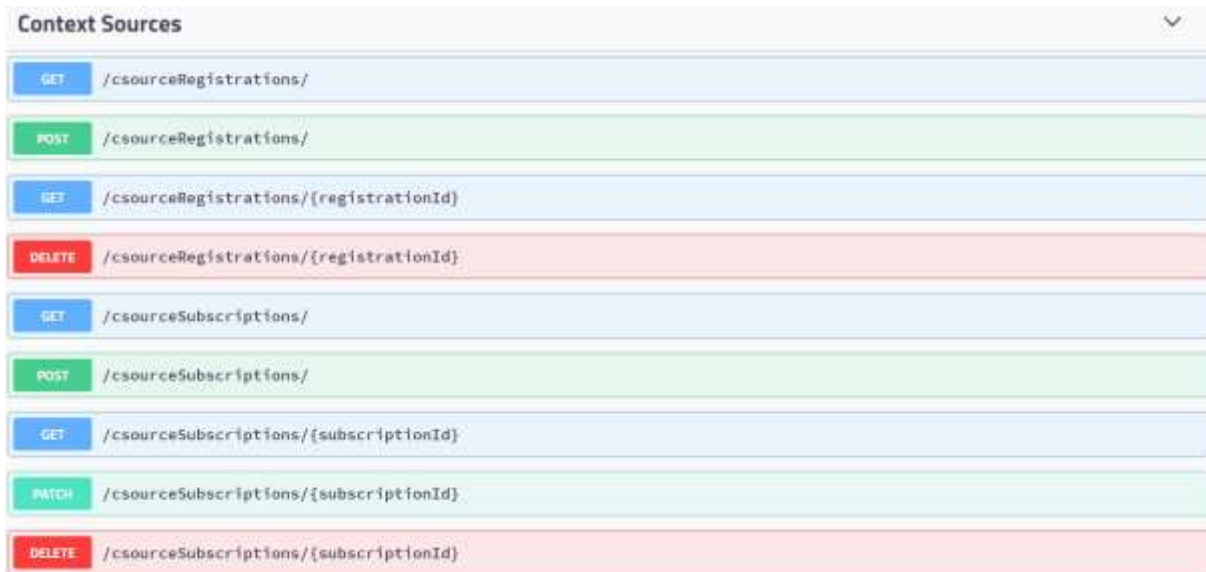 Context Sources
GET /csourceRegistrations/
POST /csourceRegistrations/
GET /csourceRegistrations/{registrationId}
DELETE /csourceRegistrations/{registrationId}
GET /csourceSubscriptions/
POST /csourceSubscriptions/
GET /csourceSubscriptions/{subscriptionId}
PATCH /csourceSubscriptions/{subscriptionId}
DELETE /csourceSubscriptions/{subscriptionId}